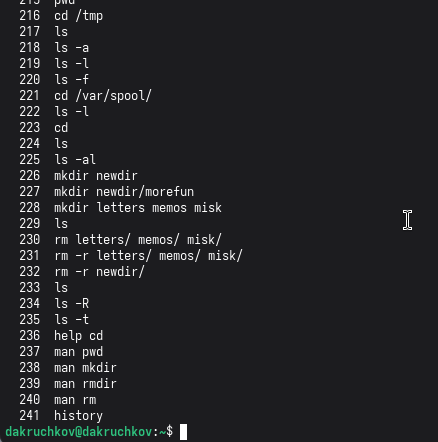 215 pwd
216 cd /tmp
217 ls
218 ls -a
219 ls -l
220 ls -f
221 cd /var/spool/
222 ls -l
223 cd
224 ls
225 ls -al
226 mkdir newdir
227 mkdir newdir/morefun
228 mkdir letters memos misk
229 ls
230 rm letters/ memos/ misk/
231 rm -r letters/ memos/ misk/
232 rm -r newdir/
233 ls
234 ls -R
235 ls -t
236 help cd
237 man pwd
238 man mkdir
239 man rmdir
240 man rm
241 history
dakruchkov@dakruchkov:~$